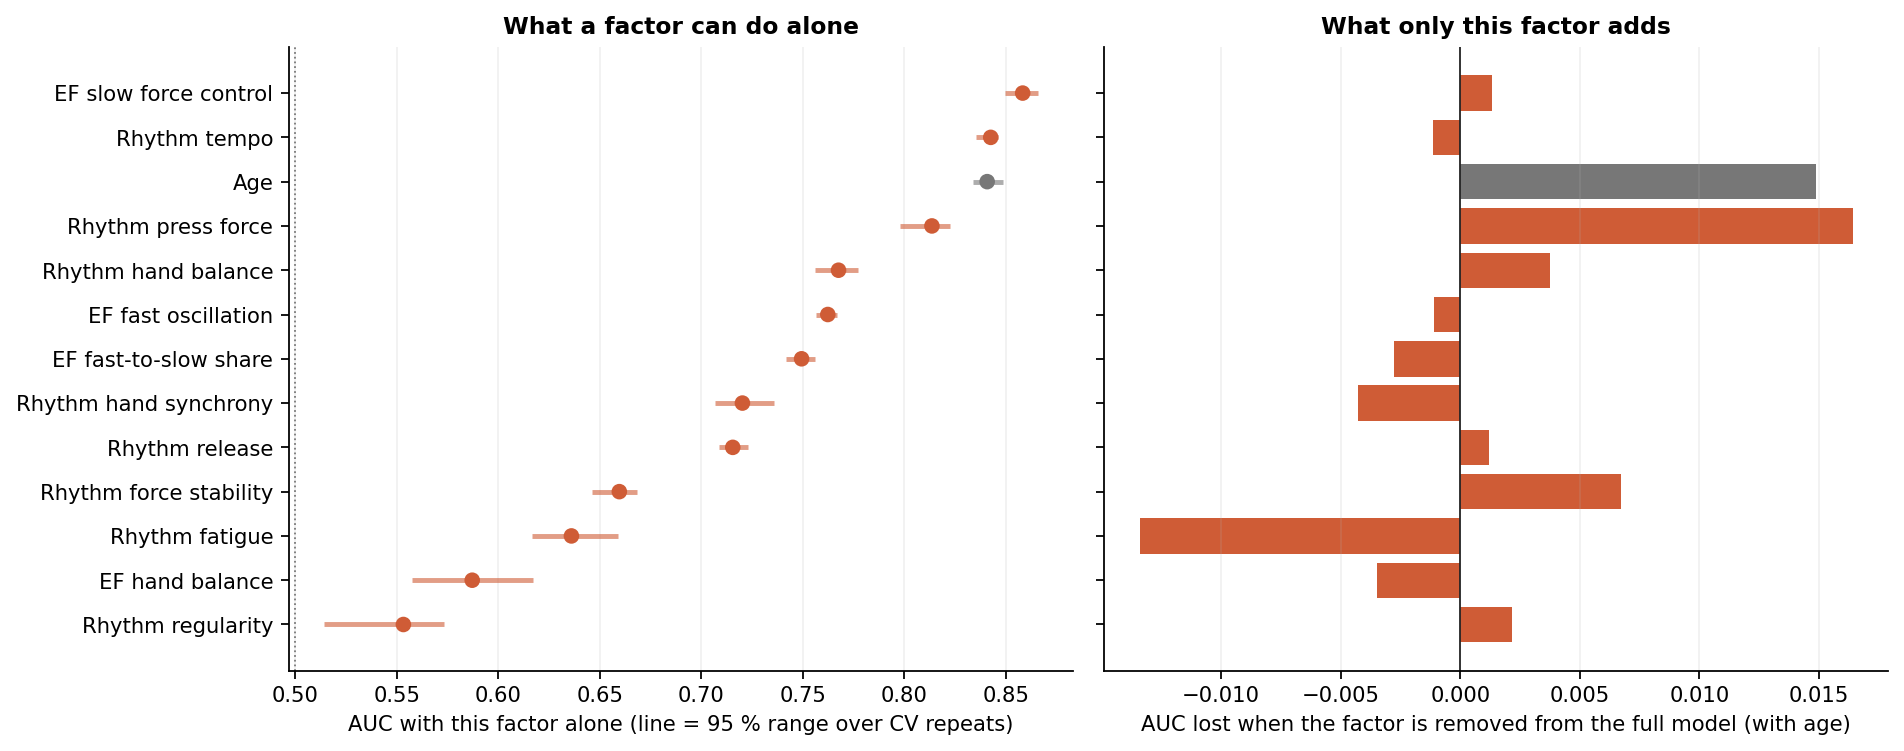 What a factor can do alone
EF slow force control
Rhythm tempo
Age
Rhythm press force
Rhythm hand balance
EF fast oscillation
EF fast-to-slow share
Rhythm hand synchrony
Rhythm release
Rhythm force stability
Rhythm fatigue
EF hand balance
Rhythm regularity
0.50 0.55 0.60 0.65 0.70 0.75 0.80 0.85
AUC with this factor alone (line = 95 % range over CV repeats)
What only this factor adds
−0.010 −0.005 0.000 0.005 0.010 0.015
AUC lost when the factor is removed from the full model (with age)